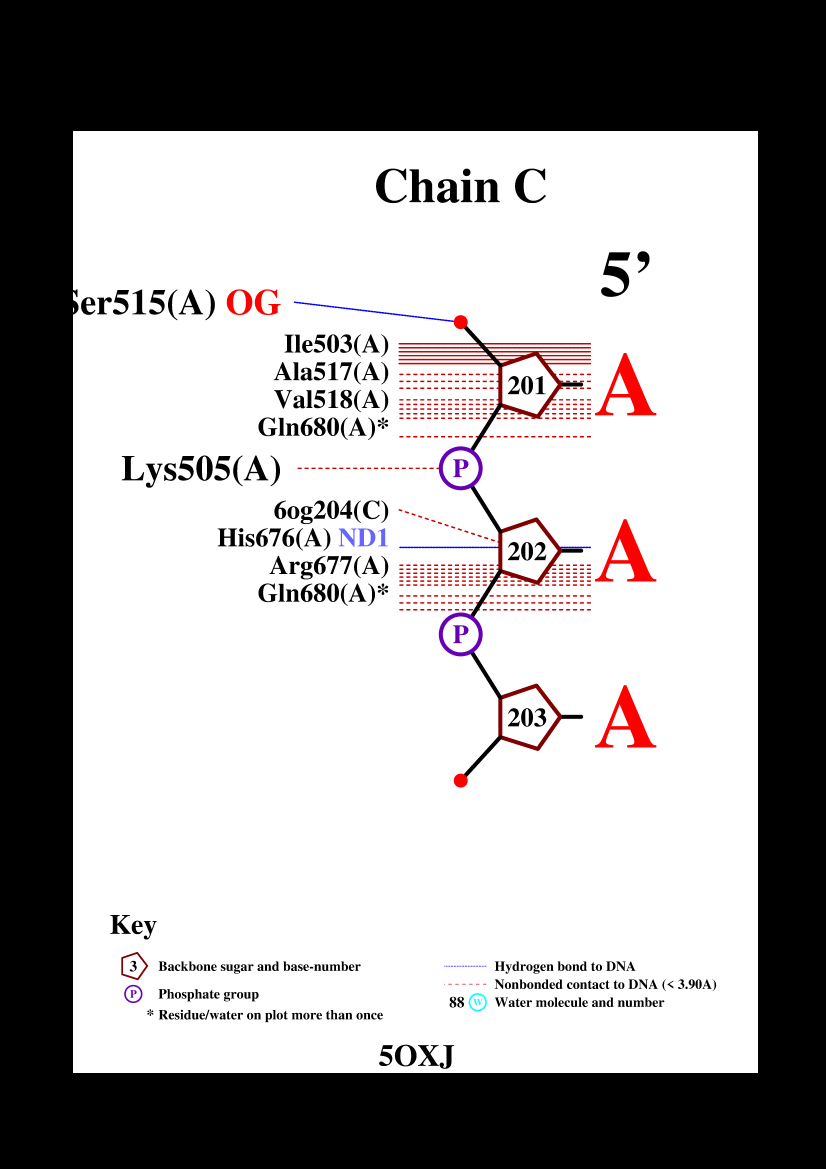 Chain C
5’
Ser515(A) OG
Ile503(A)
Ala517(A)
201
A
Val518(A)
Gln680(A)*
Lys505(A)
P
6og204(C)
His676(A) ND1
202
A
Arg677(A)
Gln680(A)*
P
203
A
Key
3 Backbone sugar and base-number
P Phosphate group
* Residue/water on plot more than once
Hydrogen bond to DNA
Nonbonded contact to DNA (< 3.90A)
88 W Water molecule and number
5OXJ